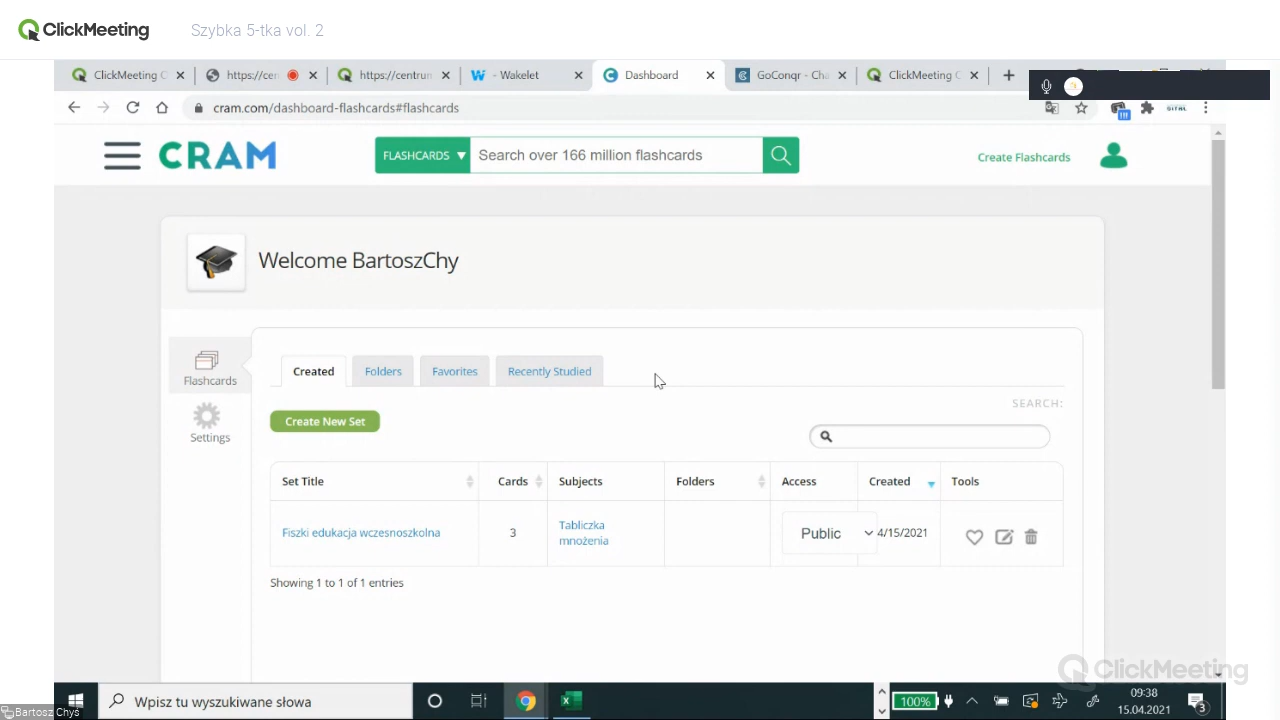 ClickMeeting
Szybka 5-tka vol. 2
ClickMeeting C
https://cen
https://centrum
- Wakelet
Dashboard
GoConqr - Cha
ClickMeeting C
cram.com/dashboard-flashcards#flashcards
CRAM
FLASHCARDS
Search over 166 million flashcards
Create Flashcards
Welcome BartoszChy
Flashcards
Settings
Created
Folders
Favorites
Recently Studied
SEARCH:
Create New Set
Set Title
Cards
Subjects
Folders
Access
Created
Tools
Fiszki edukacja wczesnoszkolna
3
Tabliczka
mnożenia
Public
4/15/2021
Showing 1 to 1 of 1 entries
ClickMeeting
Wpisz tu wyszukiwane słowa
100%
09:38
15.04.2021
3
Bartosz Chys